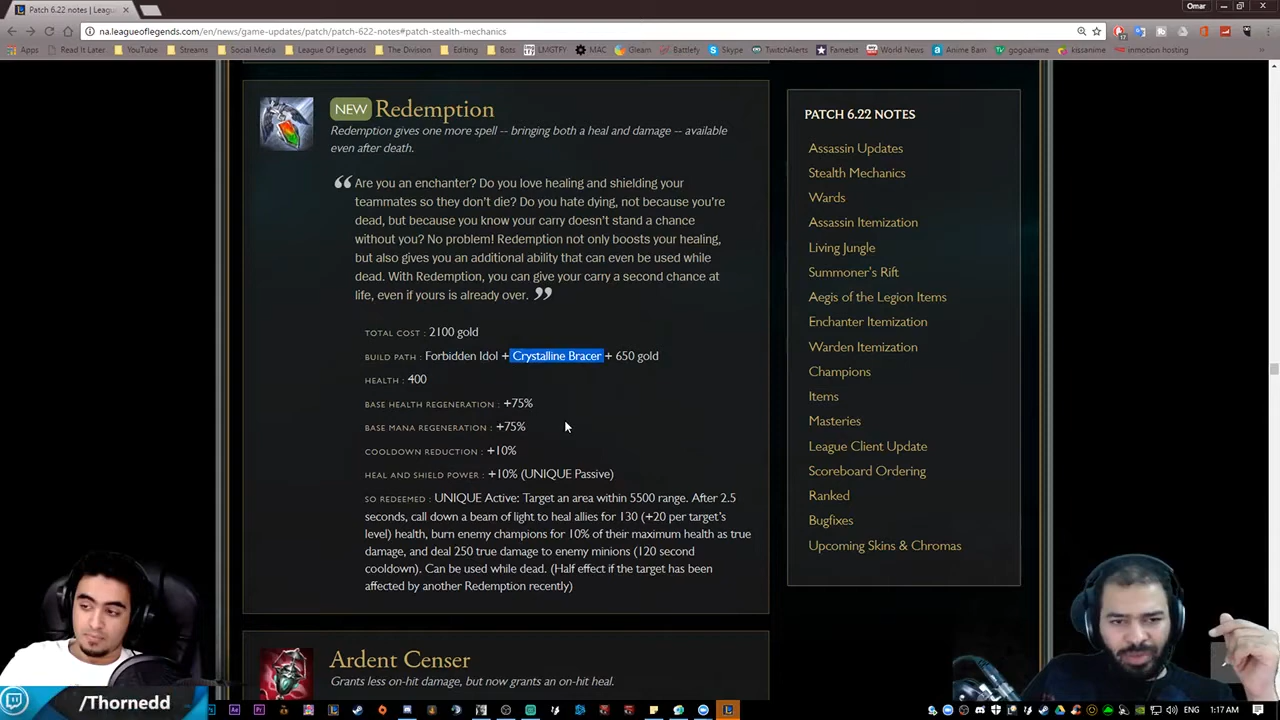 Patch 6.22 notes | Leagu
Omar
na.leagueoflegends.com/en/news/game-updates/patch/patch-622-notes#patch-stealth-mechanics
Apps Read It Later YouTube Streams Social Media League Of Legends The Division Editing Bots LMGTFY MAC Gleam Battlefy Skype TwitchAlerts Famebit World News Anime Bam gogoanime kissanime inmotion hosting
NEW Redemption
Redemption gives one more spell -- bringing both a heal and damage -- available
even after death.
“ Are you an enchanter? Do you love healing and shielding your
teammates so they don't die? Do you hate dying, not because you're
dead, but because you know your carry doesn't stand a chance
without you? No problem! Redemption not only boosts your healing,
but also gives you an additional ability that can even be used while
dead. With Redemption, you can give your carry a second chance at
life, even if yours is already over. ”
TOTAL COST : 2100 gold
BUILD PATH : Forbidden Idol + Crystalline Bracer + 650 gold
HEALTH : 400
BASE HEALTH REGENERATION : +75%
BASE MANA REGENERATION : +75%
COOLDOWN REDUCTION : +10%
HEAL AND SHIELD POWER : +10% (UNIQUE Passive)
SO REDEEMED : UNIQUE Active: Target an area within 5500 range. After 2.5
seconds, call down a beam of light to heal allies for 130 (+20 per target's
level) health, burn enemy champions for 10% of their maximum health as true
damage, and deal 250 true damage to enemy minions (120 second
cooldown). Can be used while dead. (Half effect if the target has been
affected by another Redemption recently)
Ardent Censer
Grants less on-hit damage, but now grants an on-hit heal.
PATCH 6.22 NOTES
Assassin Updates
Stealth Mechanics
Wards
Assassin Itemization
Living Jungle
Summoner's Rift
Aegis of the Legion Items
Enchanter Itemization
Warden Itemization
Champions
Items
Masteries
League Client Update
Scoreboard Ordering
Ranked
Bugfixes
Upcoming Skins & Chromas
/Thornedd
1:17 AM